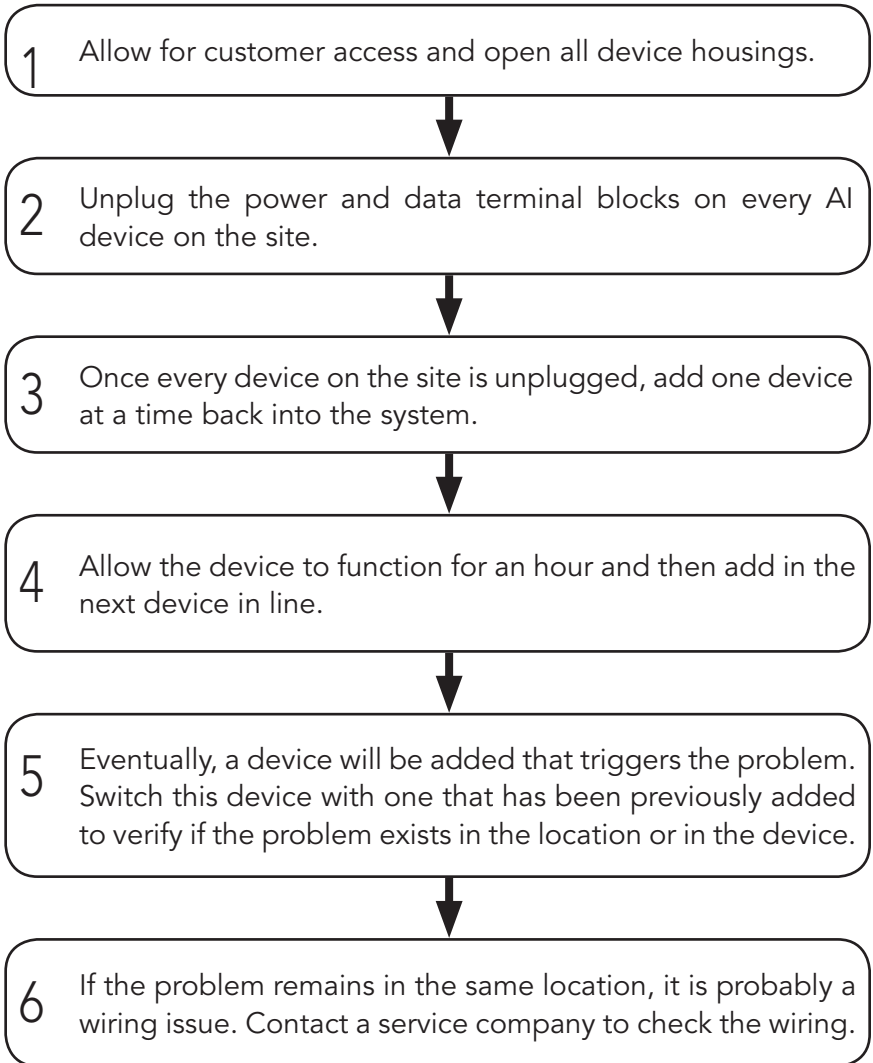 1 Allow for customer access and open all device housings.
2 Unplug the power and data terminal blocks on every AI
device on the site.
3 Once every device on the site is unplugged, add one device
at a time back into the system.
4 Allow the device to function for an hour and then add in the
next device in line.
5 Eventually, a device will be added that triggers the problem.
Switch this device with one that has been previously added
to verify if the problem exists in the location or in the device.
6 If the problem remains in the same location, it is probably a
wiring issue. Contact a service company to check the wiring.